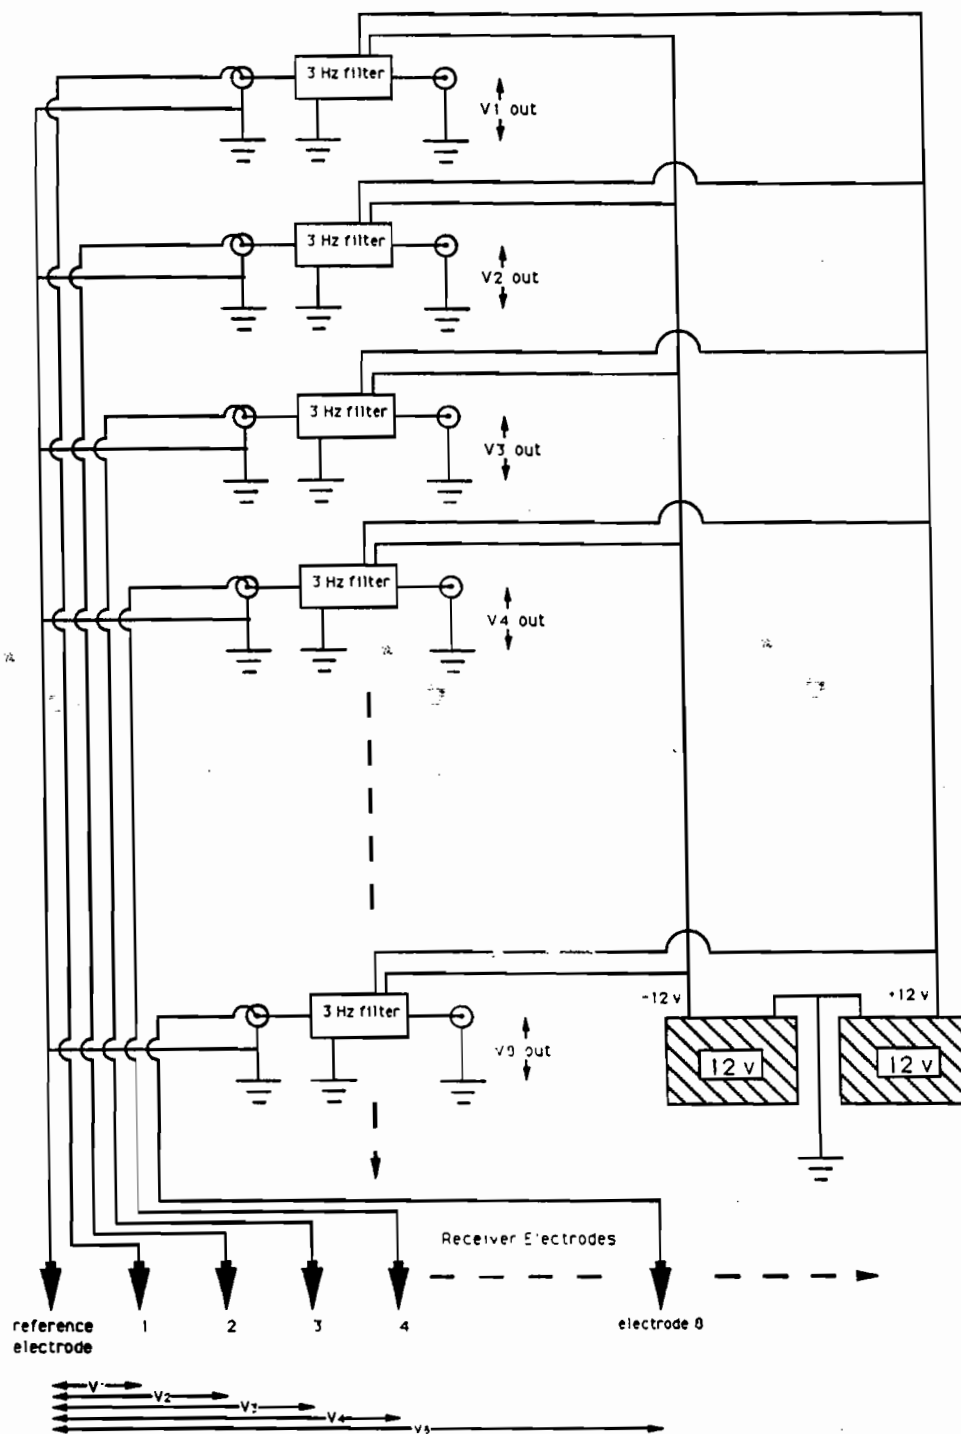 3 Hz filter
V1 out
3 Hz filter
V2 out
3 Hz filter
V3 out
3 Hz filter
V4 out
-12 v
+12 v
3 Hz filter
out
12 v
12 v
Receiver Electrodes
reference
electrode
1
2
3
4
electrode 8
V
V2
V3
V4